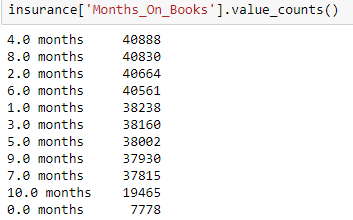 insurance['Months_On_Books'].value_counts()
4.0 months 40888
8.0 months 40830
2.0 months 40664
6.0 months 40561
1.0 months 38238
3.0 months 38160
5.0 months 38002
9.0 months 37930
7.0 months 37815
10.0 months 19465
0.0 months 7778